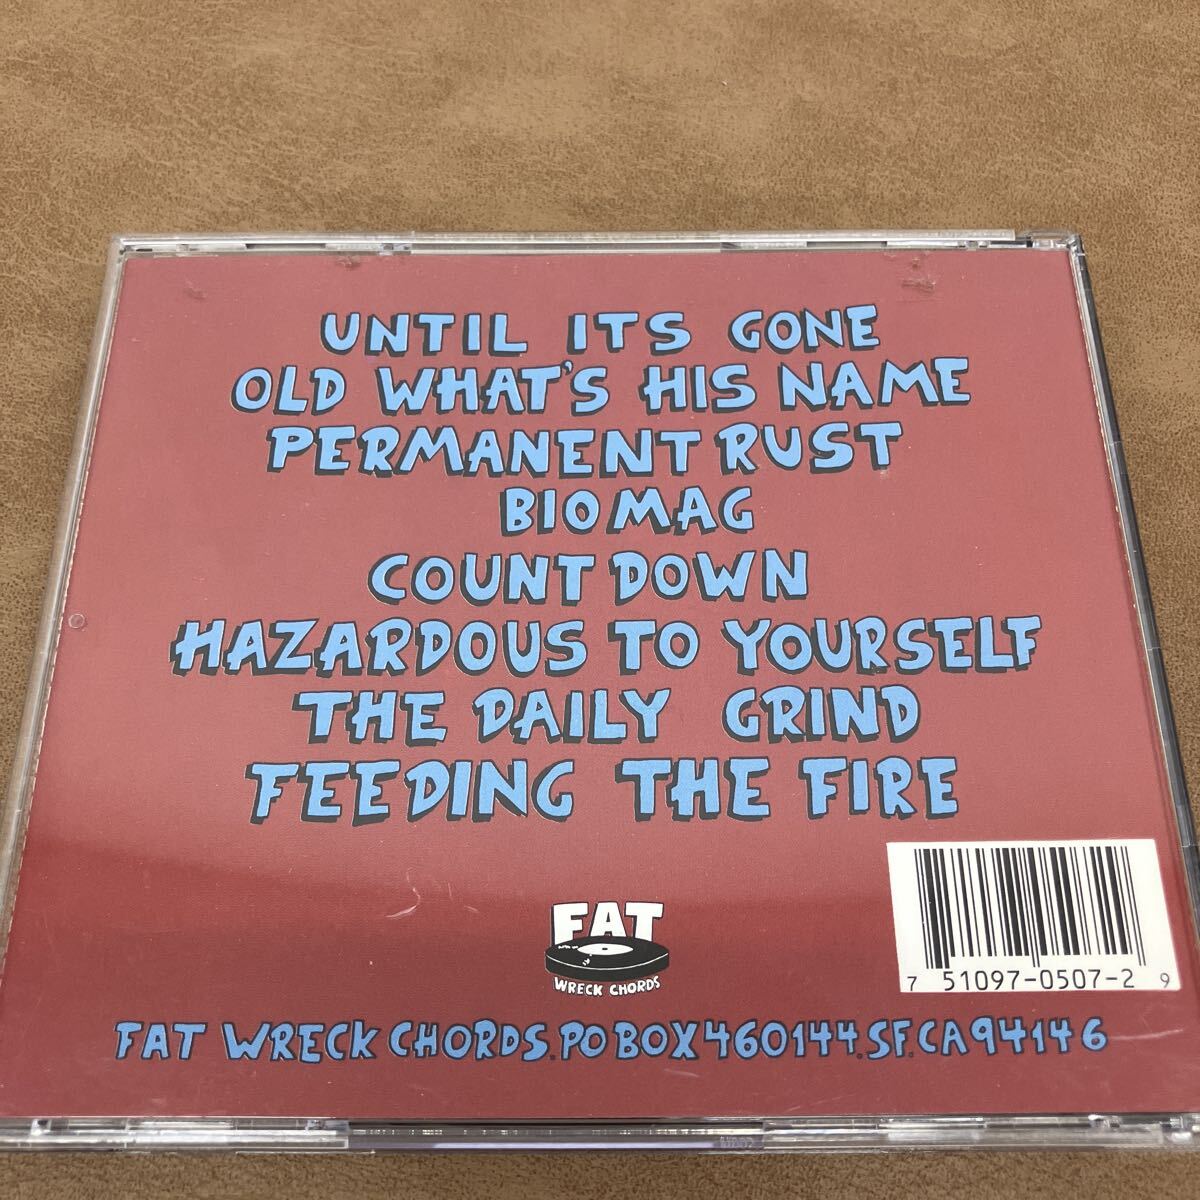 UNTIL ITS GONE
OLD WHAT'S HIS NAME
PERMANENT RUST
BIOMAG
COUNT DOWN
HAZARDOUS TO YOURSELF
THE DAILY GRIND
FEEDING THE FIRE
FAT
WRECK CHORDS
7 51097-0507-2 9
FAT WRECK CHORDS.PO BOX 460144.SF.CA 94146